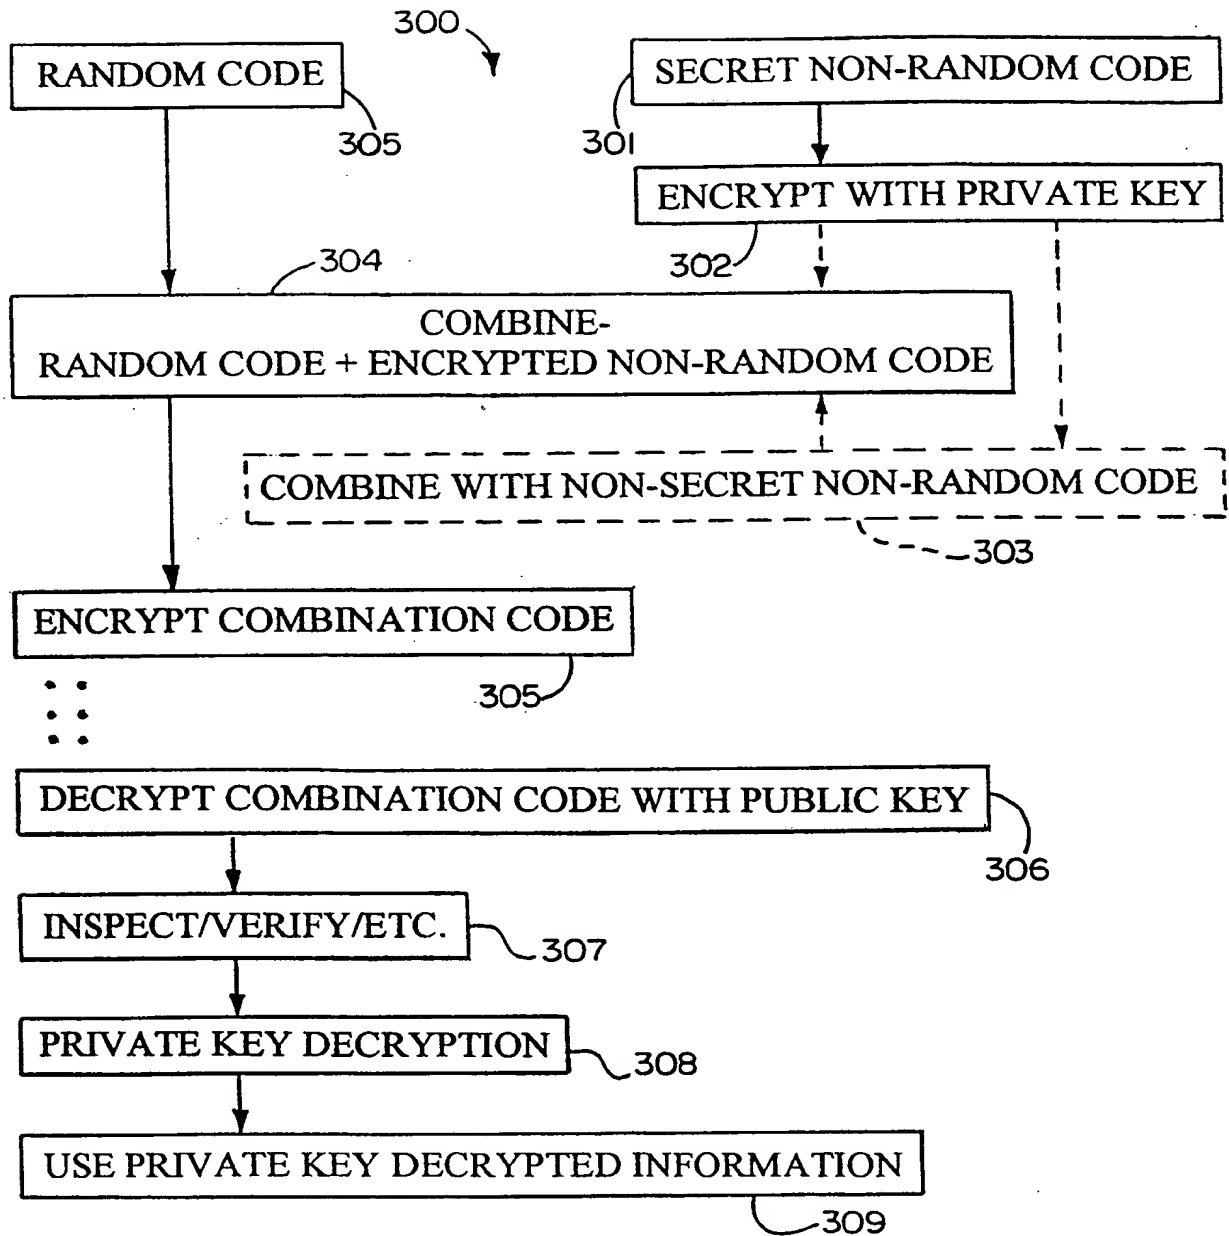 300
RANDOM CODE
305
SECRET NON-RANDOM CODE
301
ENCRYPT WITH PRIVATE KEY
302
304
COMBINE-
RANDOM CODE + ENCRYPTED NON-RANDOM CODE
COMBINE WITH NON-SECRET NON-RANDOM CODE
303
ENCRYPT COMBINATION CODE
305
DECRYPT COMBINATION CODE WITH PUBLIC KEY
306
INSPECT/VERIFY/ETC.
307
PRIVATE KEY DECRYPTION
308
USE PRIVATE KEY DECRYPTED INFORMATION
309